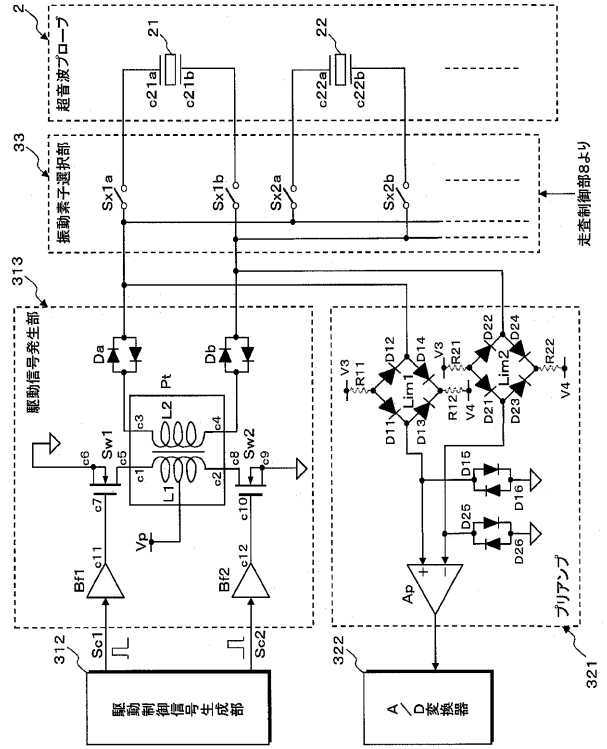 2
超音波プローブ
21
c21a
c21b
22
c22a
c22b
33
振動素子選択部
Sx1a
Sx1b
Sx2a
Sx2b
走査制御部8より
313
駆動信号発生部
Da
Db
Pt
c3
L2
c4
c1
L1
c2
Vp
Sw1
c6
c5
c7
Sw2
c8
c9
c10
Bf1
c11
Bf2
c12
Sc1
Sc2
312
駆動制御信号生成部
V3
R11
D12
D11
Lim1
D14
D13
R12
V4
V3
R21
D22
D21
Lim2
D24
D23
R22
V4
D15
D16
D25
D26
Ap
+
−
プリアンプ
321
322
A/D変換器